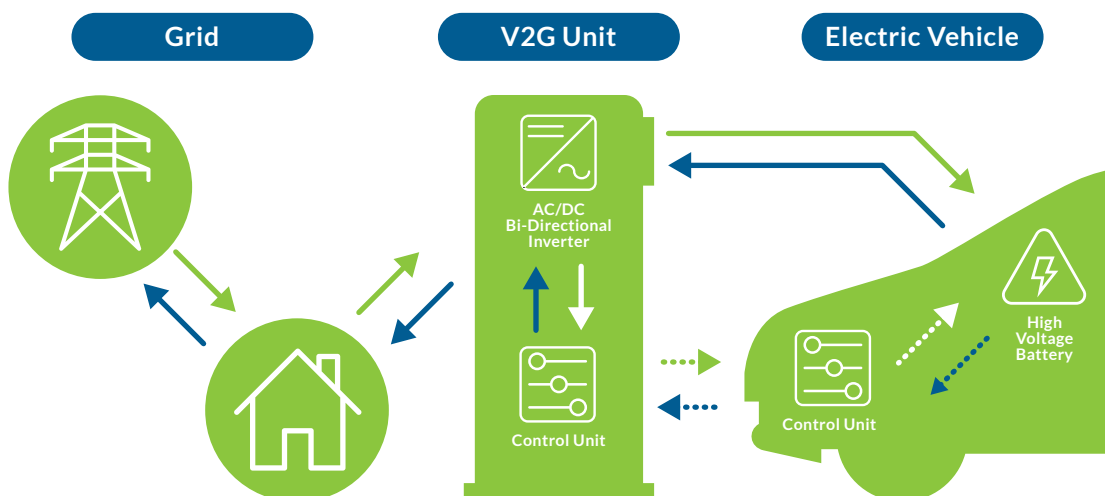 Grid
V2G Unit
Electric Vehicle
AC/DC
Bi-Directional
Inverter
High
Voltage
Battery
Control Unit
Control Unit